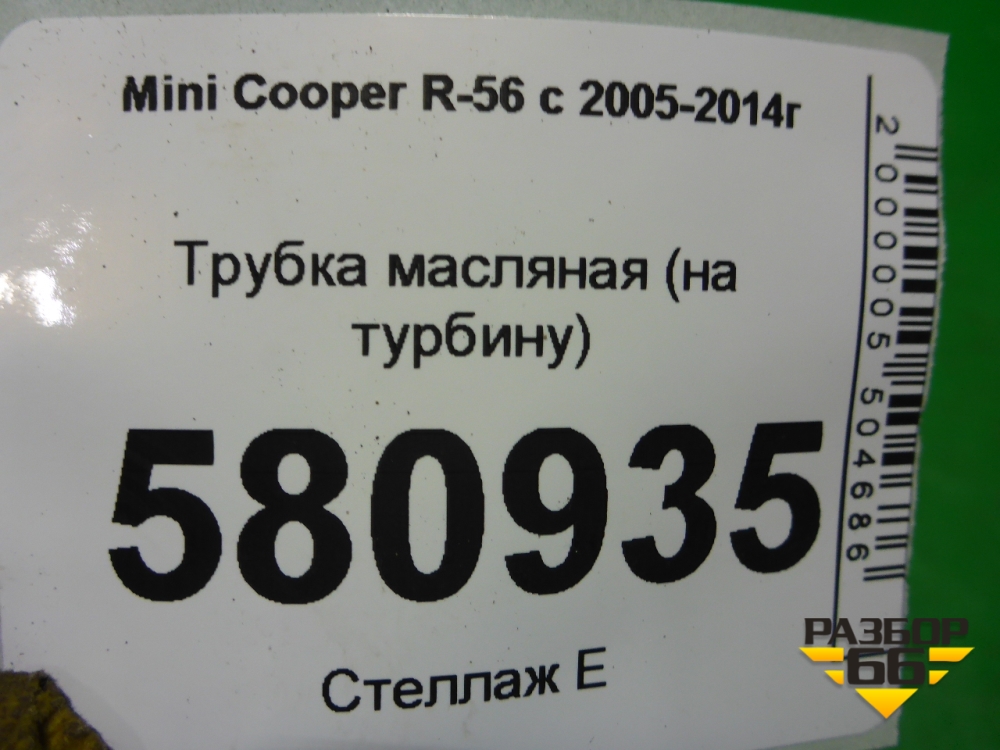 Mini Cooper R-56 с 2005-2014г
Трубка масляная (на
турбину)
580935
Стеллаж Е
2000005504686
РАЗБОР
66